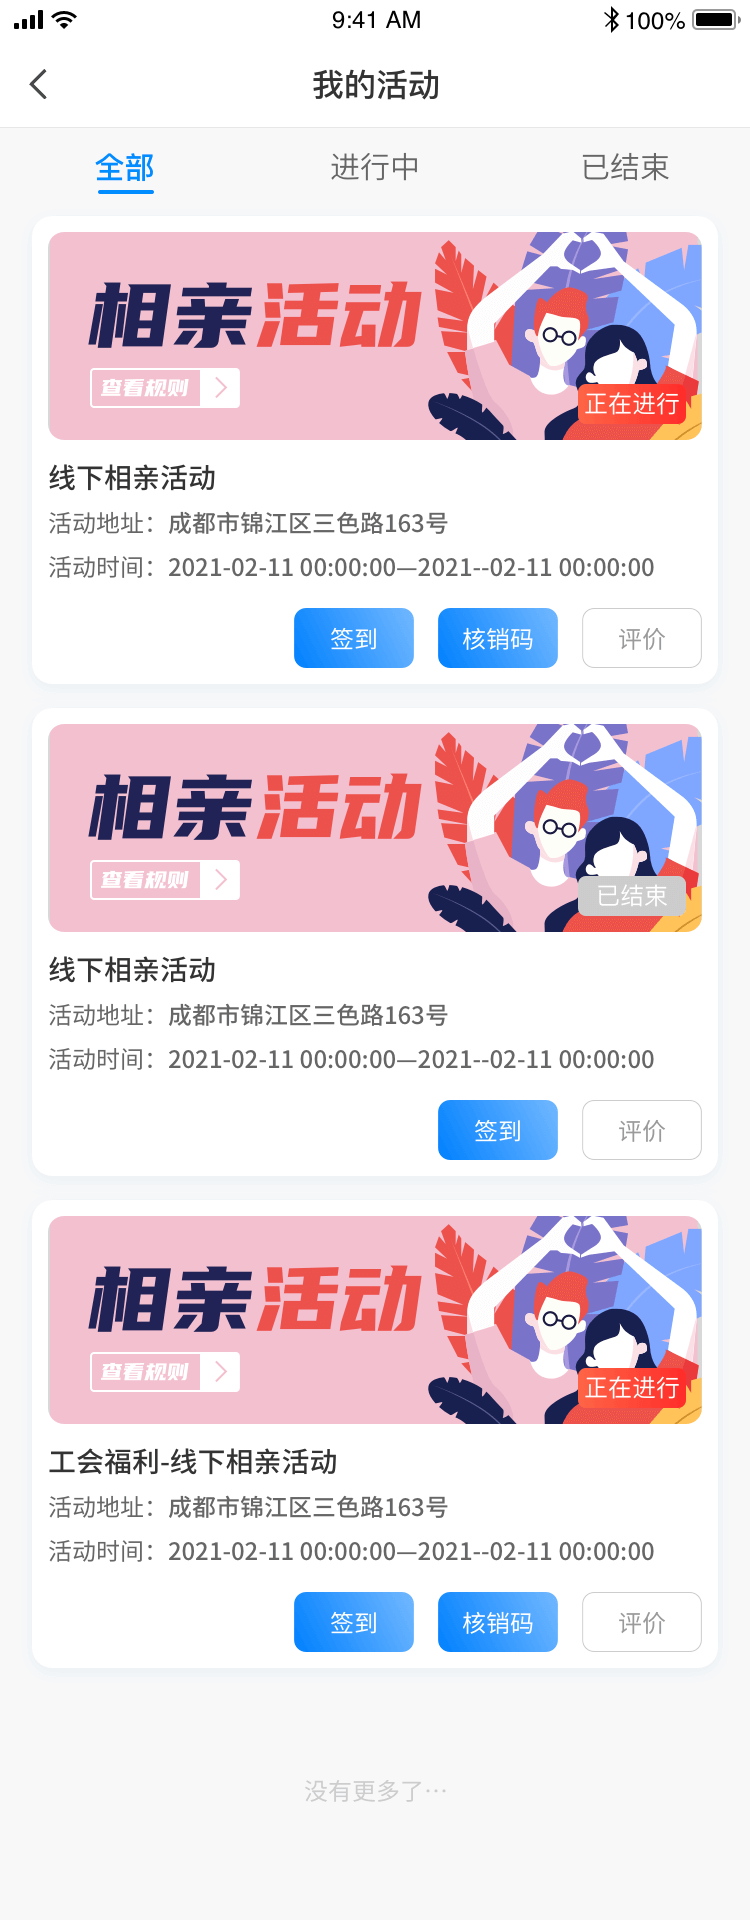 9:41 AM
100%
我的活动
全部
进行中
已结束
相亲活动
查看规则
正在进行
线下相亲活动
活动地址：成都市锦江区三色路163号
活动时间：2021-02-11 00:00:00—2021--02-11 00:00:00
签到
核销码
评价
相亲活动
查看规则
已结束
线下相亲活动
活动地址：成都市锦江区三色路163号
活动时间：2021-02-11 00:00:00—2021--02-11 00:00:00
签到
评价
相亲活动
查看规则
正在进行
工会福利-线下相亲活动
活动地址：成都市锦江区三色路163号
活动时间：2021-02-11 00:00:00—2021--02-11 00:00:00
签到
核销码
评价
没有更多了···